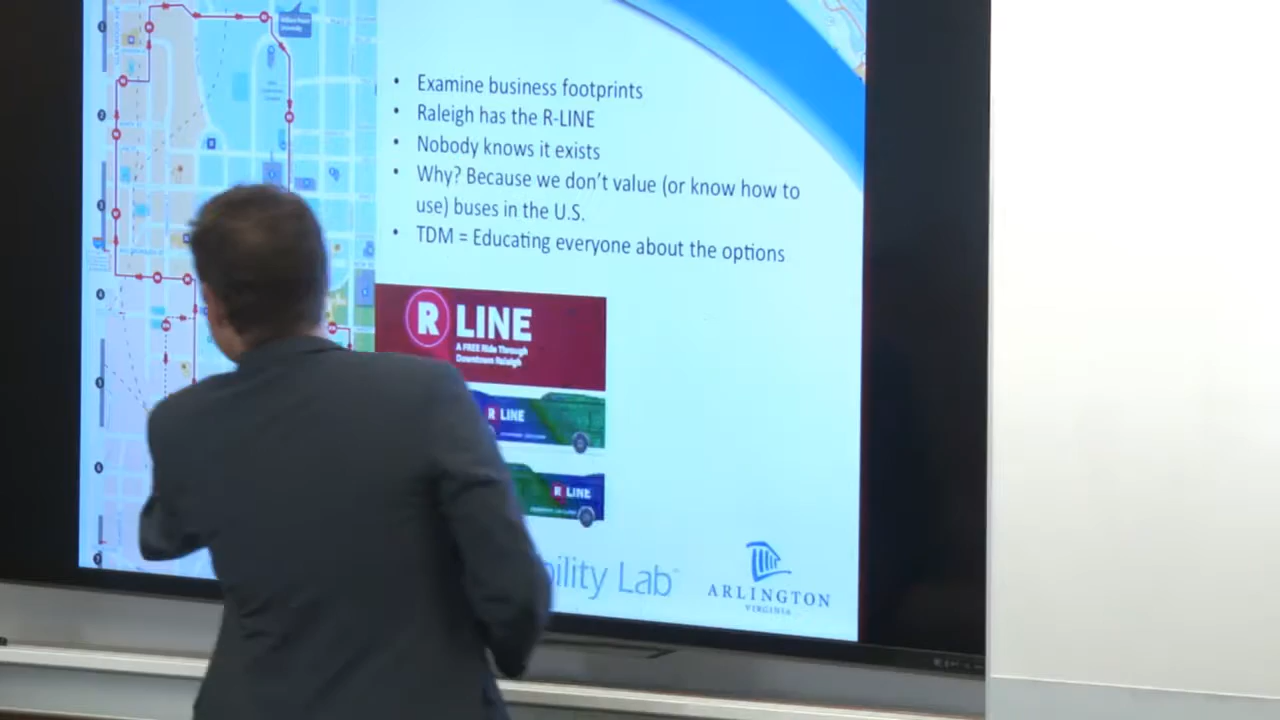 • Examine business footprints
• Raleigh has the R-LINE
• Nobody knows it exists
• Why? Because we don't value (or know how to
use) buses in the U.S.
• TDM = Educating everyone about the options
R LINE
A FREE Ride Through
Downtown Raleigh
R LINE
R LINE
bility Lab
ARLINGTON
VIRGINIA